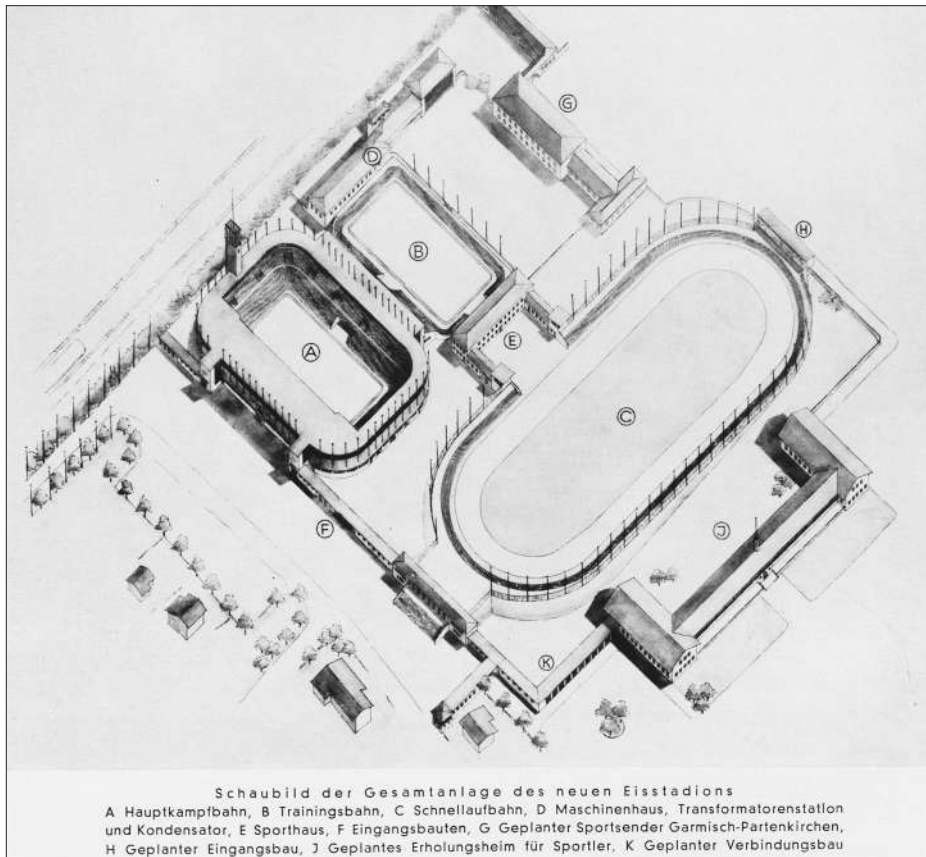 G
D
H
B
A
E
C
F
J
K
Schaubild der Gesamtanlage des neuen Eisstadions
A Hauptkampfbahn, B Trainingsbahn, C Schnellaufbahn, D Maschinenhaus, Transformatorenstation
und Kondensator, E Sporthaus, F Eingangsbauten, G Geplanter Sportsender Garmisch-Partenkirchen,
H Geplanter Eingangsbau, J Geplantes Erholungsheim für Sportler, K Geplanter Verbindungsbau